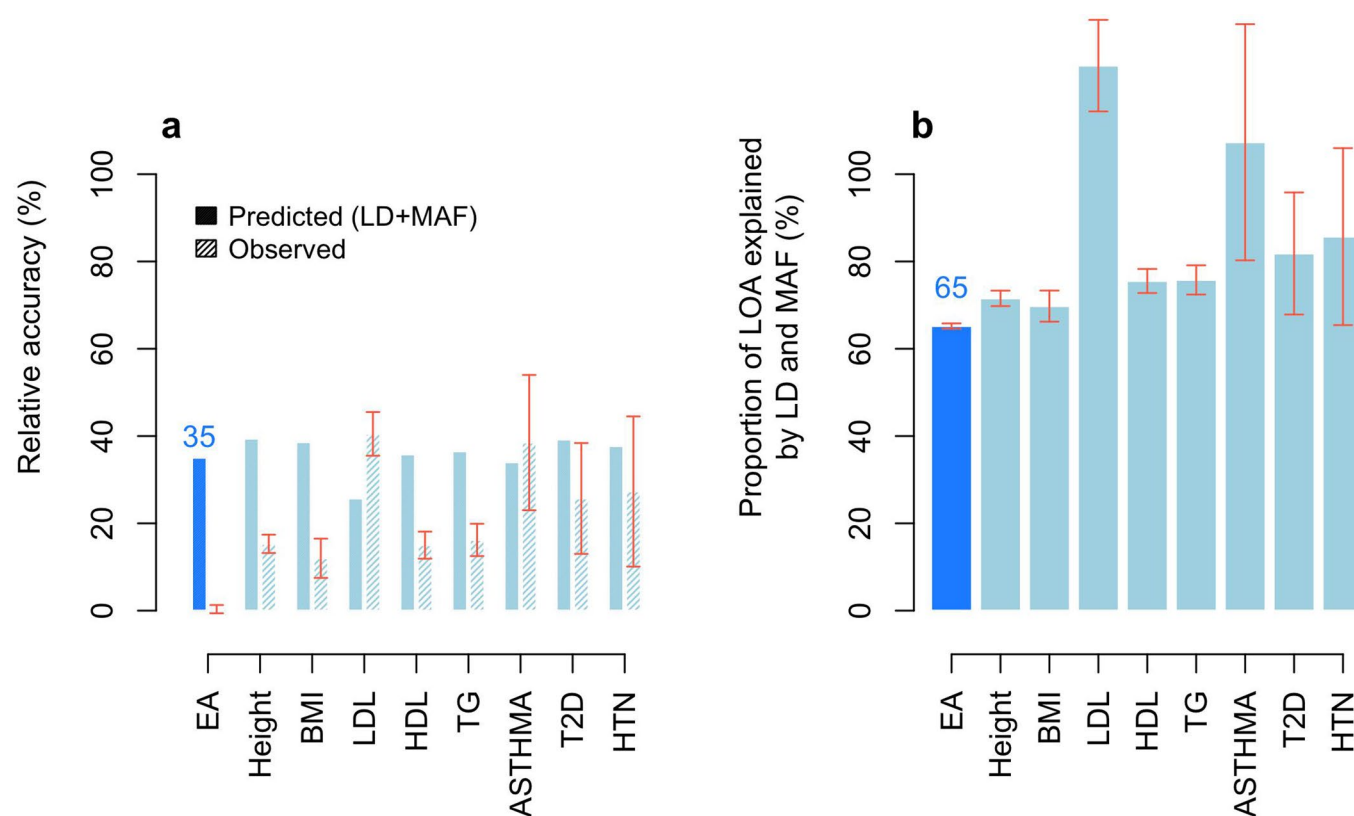 a
Relative accuracy (%)
100
80
60
40
20
0
Predicted (LD+MAF)
Observed
35
EA
Height
BMI
LDL
HDL
TG
ASTHMA
T2D
HTN
b
Proportion of LOA explained
by LD and MAF (%)
100
80
60
40
20
0
65
EA
Height
BMI
LDL
HDL
TG
ASTHMA
T2D
HTN